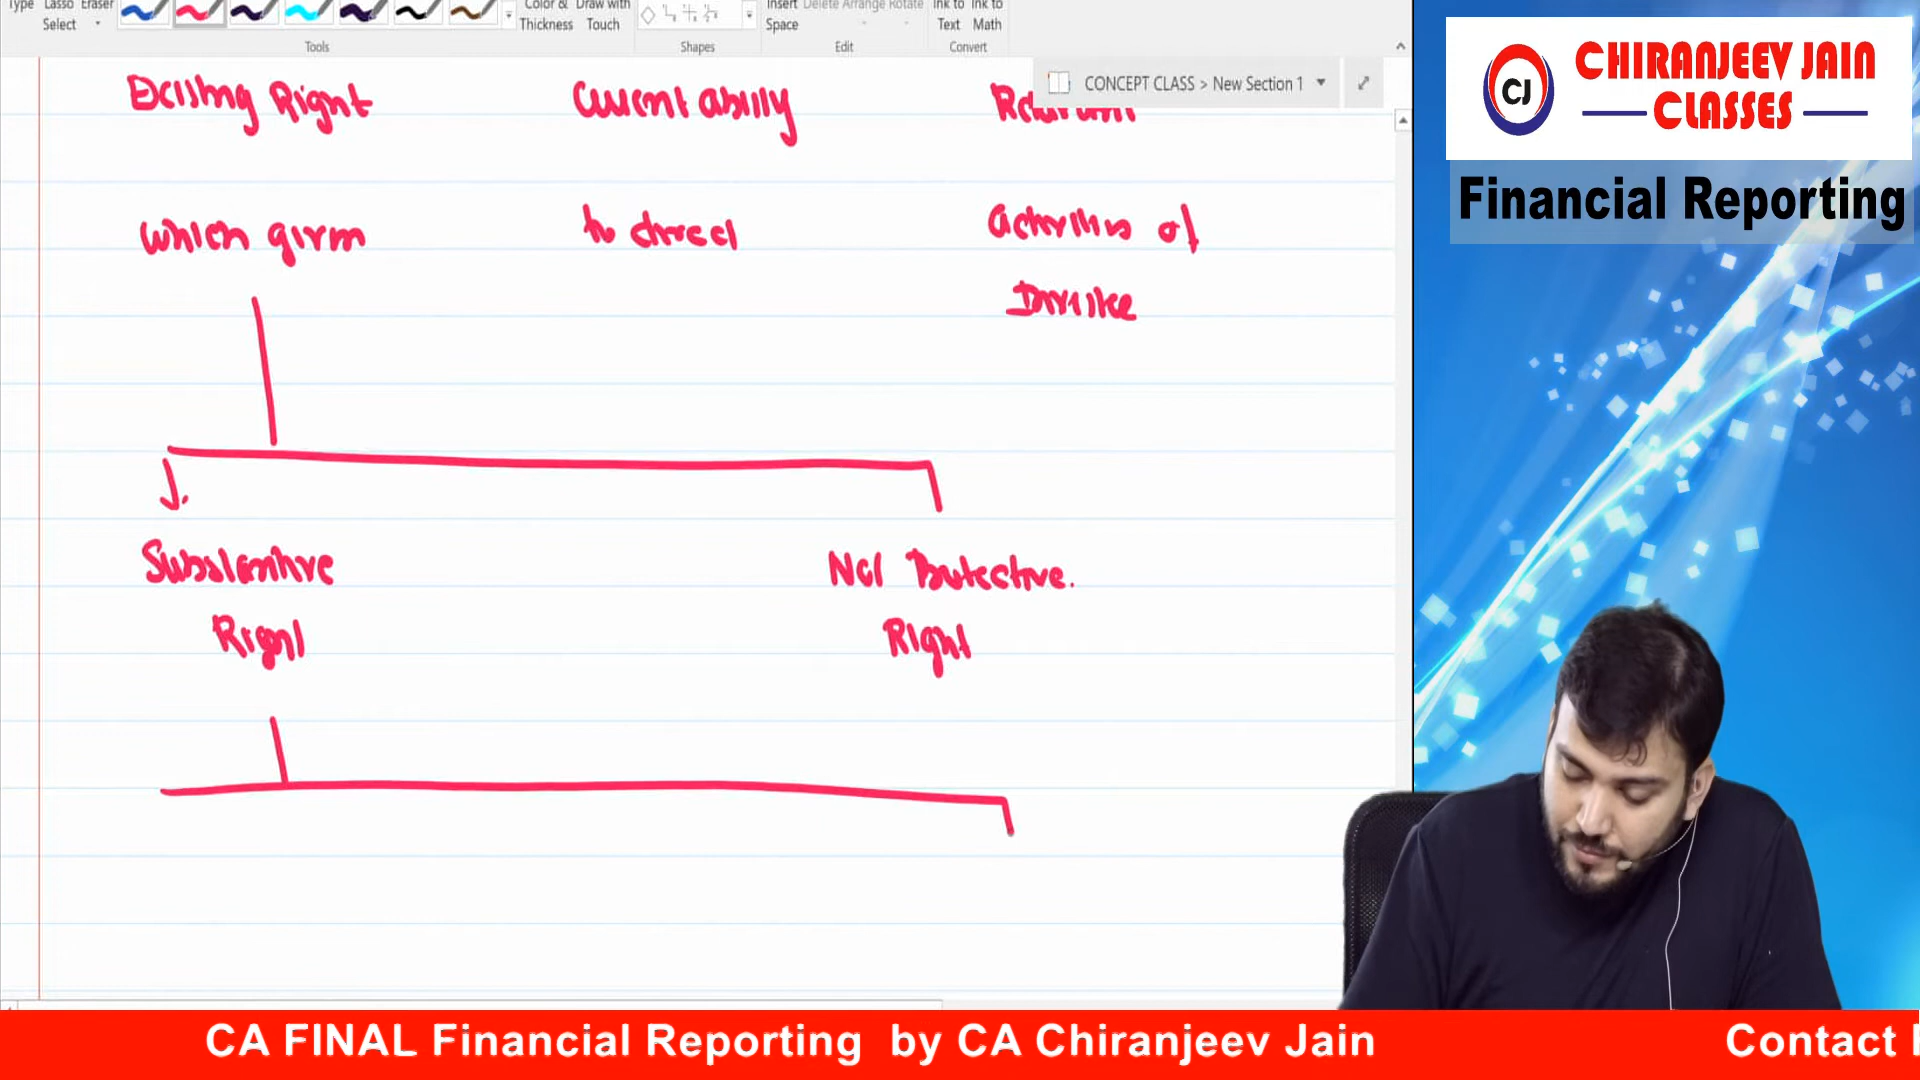 Type Lasso Eraser
Select
Color & Draw with
Thickness Touch
Insert Delete Arrange Rotate
Space
Ink to Ink to
Text Math
Tools
Shapes
Edit
Convert
CONCEPT CLASS > New Section 1
Existing Right
Current ability
which given
to direct
activities of
Investee
Substantive
Right
Not Protective.
Right
CJ
CHIRANJEEV JAIN
CLASSES
Financial Reporting
CA FINAL Financial Reporting by CA Chiranjeev Jain
Contact